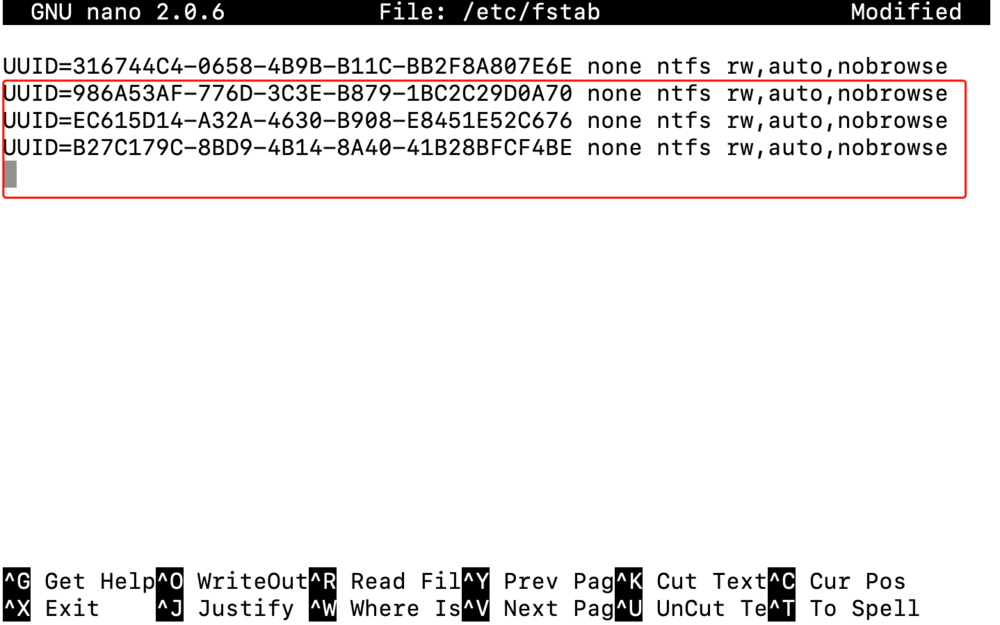 GNU nano 2.0.6 File: /etc/fstab Modified
UUID=316744C4-0658-4B9B-B11C-BB2F8A807E6E none ntfs rw,auto,nobrowse
UUID=986A53AF-776D-3C3E-B879-1BC2C29D0A70 none ntfs rw,auto,nobrowse
UUID=EC615D14-A32A-4630-B908-E8451E52C676 none ntfs rw,auto,nobrowse
UUID=B27C179C-8BD9-4B14-8A40-41B28BFCF4BE none ntfs rw,auto,nobrowse
^G Get Help^O WriteOut^R Read Fil^Y Prev Pag^K Cut Text^C Cur Pos
^X Exit ^J Justify ^W Where Is^V Next Pag^U UnCut Te^T To Spell